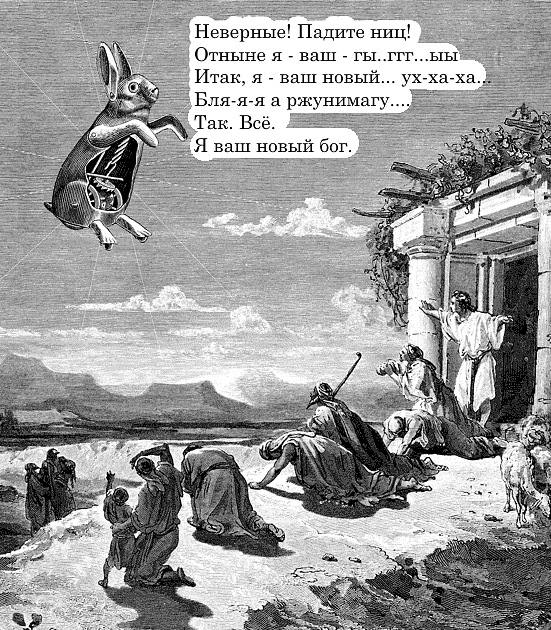 Неверные! Падите ниц!
Отныне я - ваш - гы..ггг...ыы
Итак, я - ваш новый... ух-ха-ха...
Бля-я-я а ржунимагу....
Так. Всё.
Я ваш новый бог.